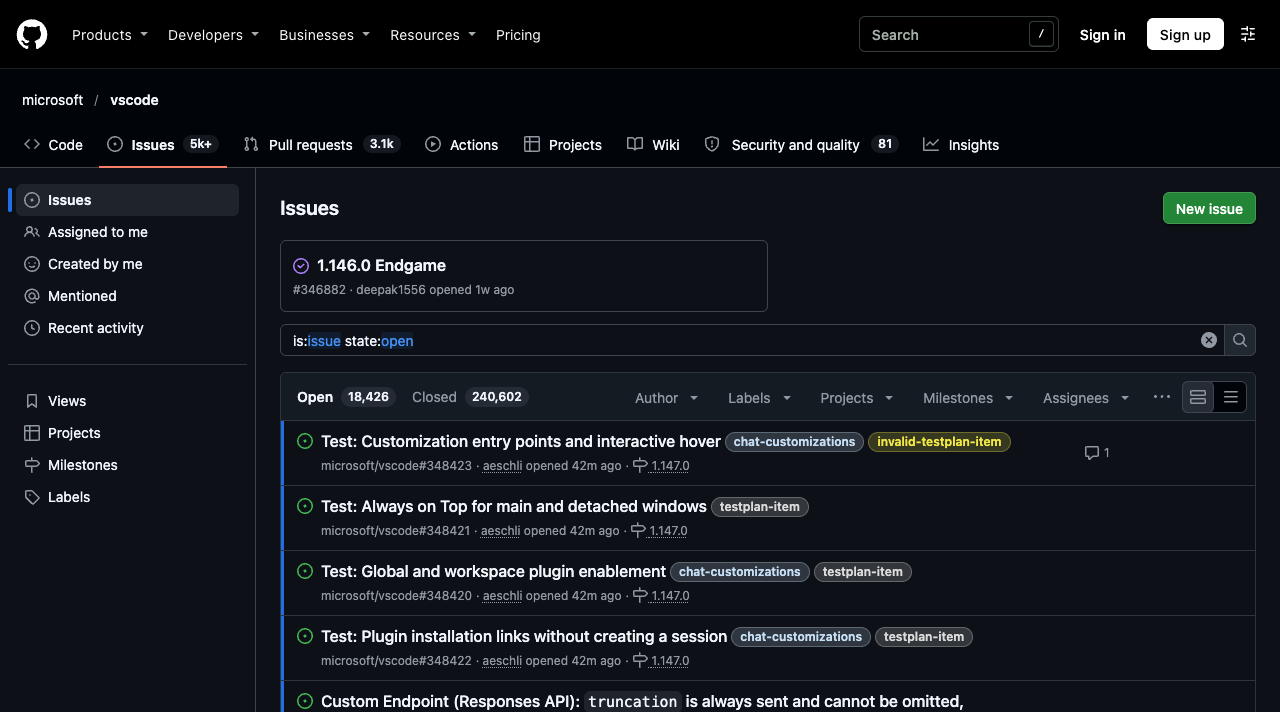 Products Developers Businesses Resources Pricing Search / Sign in Sign up
microsoft / vscode
Code Issues 5k+ Pull requests 3.1k Actions Projects Wiki Security and quality 81 Insights
Issues
Assigned to me
Created by me
Mentioned
Recent activity
Views
Projects
Milestones
Labels
Issues New issue
1.146.0 Endgame
#346882 · deepak1556 opened 1w ago
is:issue state:open
Open 18,426 Closed 240,602 Author Labels Projects Milestones Assignees
Test: Customization entry points and interactive hover chat-customizations invalid-testplan-item 1
microsoft/vscode#348423 · aeschli opened 42m ago · 1.147.0
Test: Always on Top for main and detached windows testplan-item
microsoft/vscode#348421 · aeschli opened 42m ago · 1.147.0
Test: Global and workspace plugin enablement chat-customizations testplan-item
microsoft/vscode#348420 · aeschli opened 42m ago · 1.147.0
Test: Plugin installation links without creating a session chat-customizations testplan-item
microsoft/vscode#348422 · aeschli opened 42m ago · 1.147.0
Custom Endpoint (Responses API): truncation is always sent and cannot be omitted,